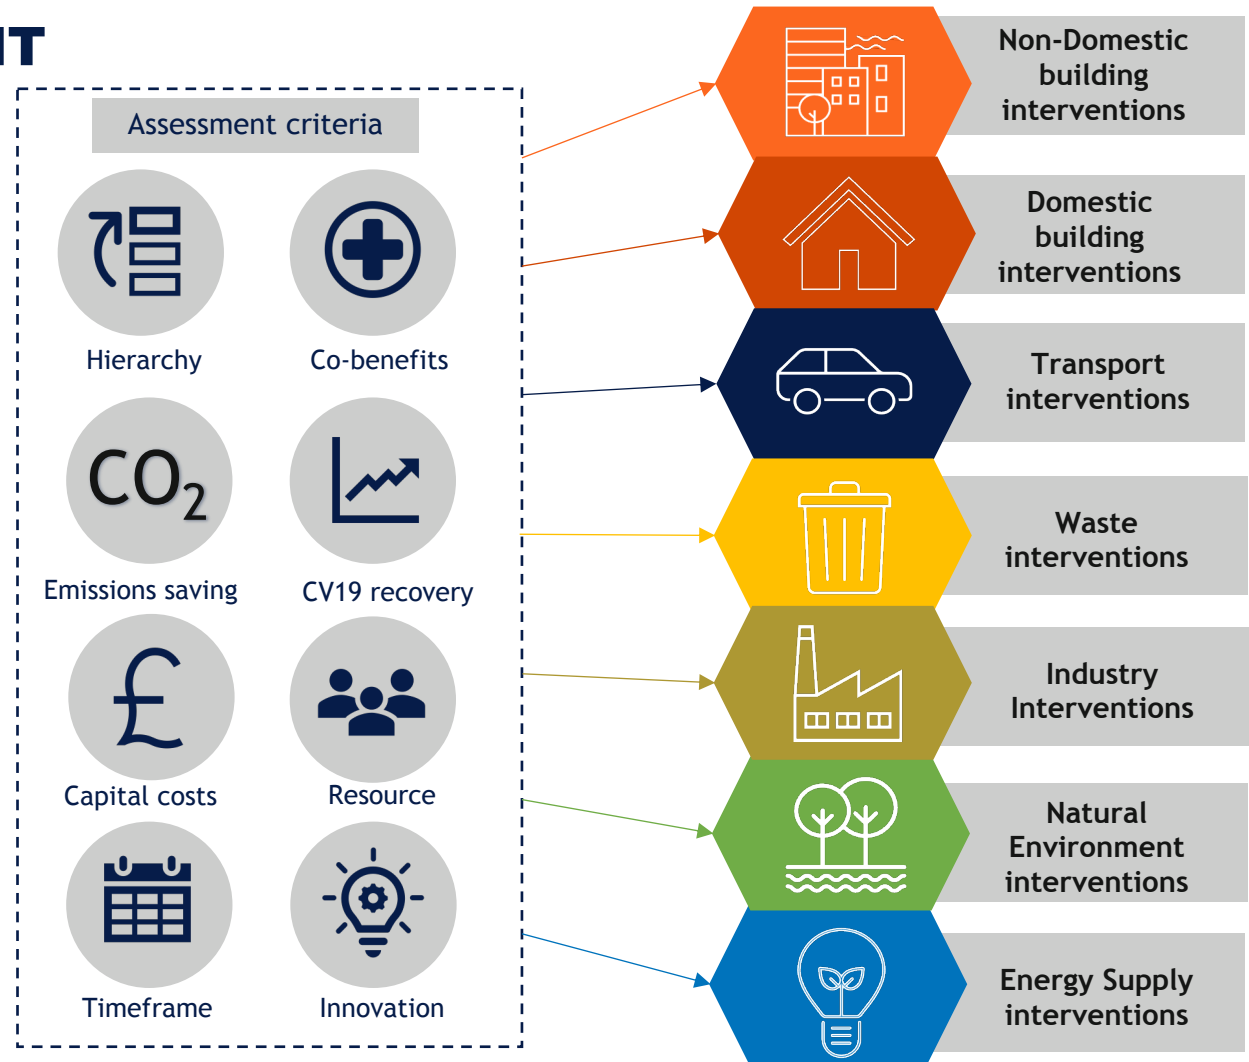 Assessment criteria
Hierarchy
Co-benefits
CO2
Emissions saving
CV19 recovery
£
Capital costs
Resource
Timeframe
Innovation
Non-Domestic
building
interventions
Domestic
building
interventions
Transport
interventions
Waste
interventions
Industry
Interventions
Natural
Environment
interventions
Energy Supply
interventions